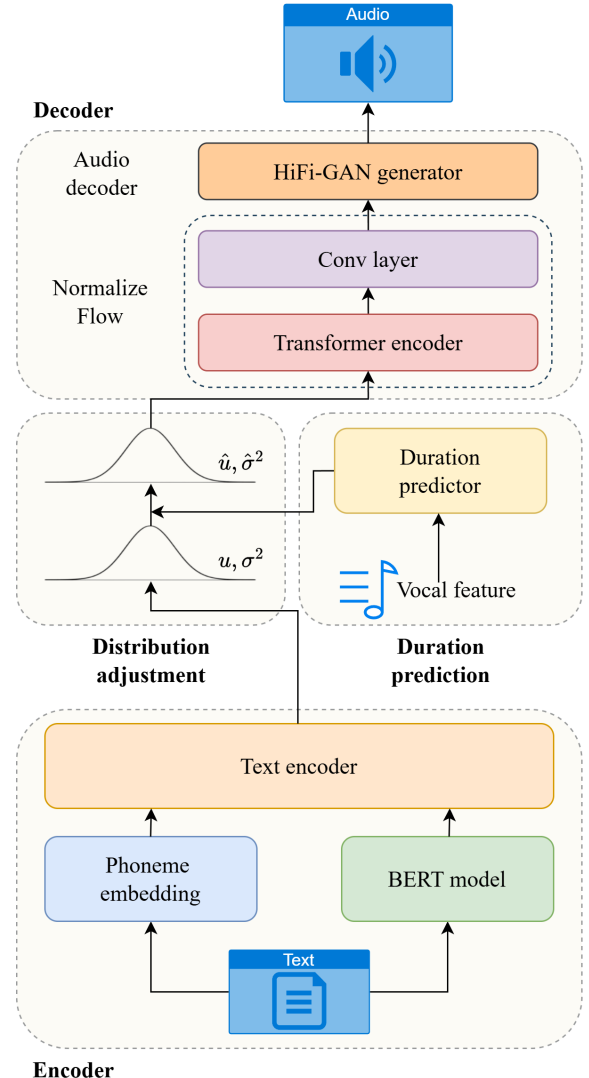 Audio
Decoder
Audio
decoder
HiFi-GAN generator
Conv layer
Normalize
Flow
Transformer encoder
û, σ̂²
Duration
predictor
u, σ²
Vocal feature
Distribution
adjustment
Duration
prediction
Text encoder
Phoneme
embedding
BERT model
Text
Encoder